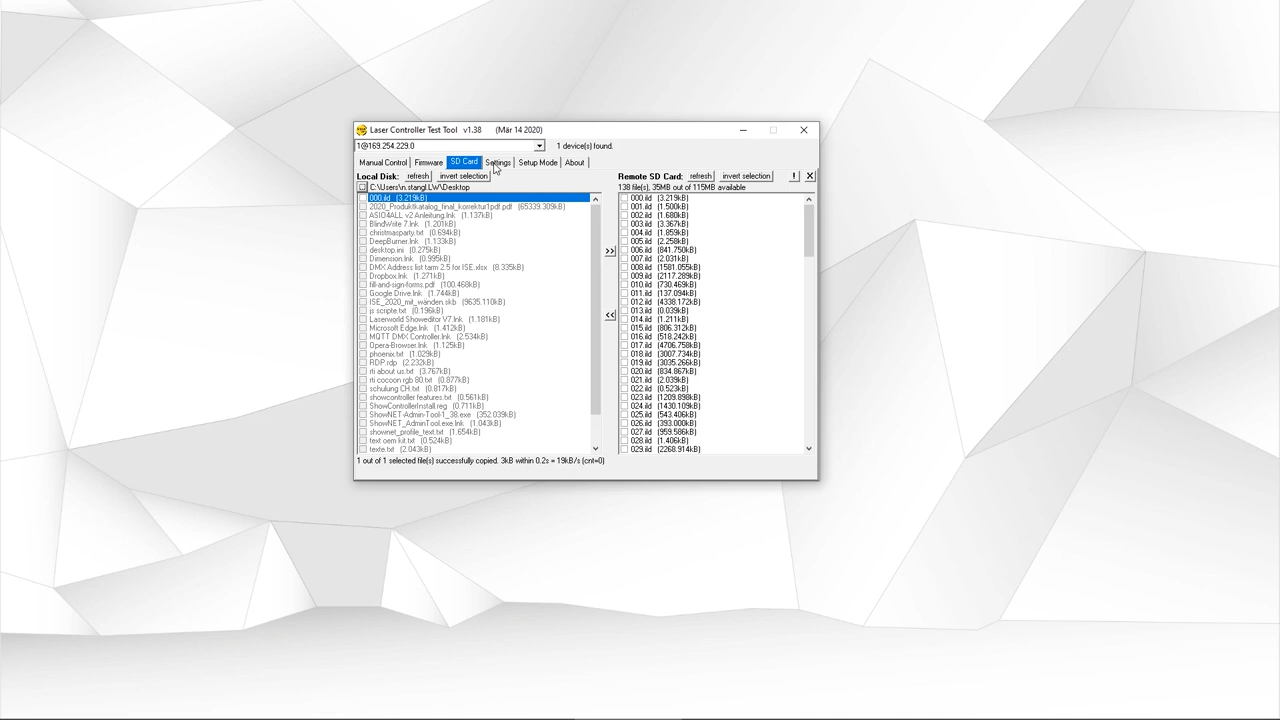 Laser Controller Test Tool v1.38 (Mär 14 2020)
1@169.254.229.0
1 device(s) found.
Manual Control
Firmware
SD Card
Settings
Setup Mode
About
Local Disk:
refresh
invert selection
C:\Users\n.stangl.LW\Desktop
000.ild (3.219kB)
2020_Produktkatalog_final_korrektur1pdf.pdf (65339.309kB)
ASIO4ALL v2 Anleitung.lnk (1.137kB)
BlindWrite 7.lnk (1.201kB)
christmasparty.txt (0.694kB)
DeepBurner.lnk (1.133kB)
desktop.ini (0.275kB)
Dimension.lnk (0.995kB)
DMX Address list tarm 2.5 for ISE.xlsx (8.335kB)
Dropbox.lnk (1.271kB)
fill-and-sign-forms.pdf (100.468kB)
Google Drive.lnk (1.744kB)
ISE_2020_mit_wänden.skb (9635.110kB)
js scripte.txt (0.196kB)
Laserworld Showeditor V7.lnk (1.181kB)
Microsoft Edge.lnk (1.412kB)
MQTT DMX Controller.lnk (2.534kB)
Opera-Browser.lnk (1.125kB)
phoenix.txt (1.029kB)
RDP.rdp (2.232kB)
rti about us.txt (3.767kB)
rti cocoon rgb 80.txt (0.877kB)
schulung CH.txt (0.817kB)
showcontroller features.txt (0.561kB)
ShowControllerInstall.reg (0.711kB)
ShowNET-Admin-Tool-1_38.exe (352.039kB)
ShowNET_AdminTool.exe.lnk (1.043kB)
shownet_profile_text.txt (1.654kB)
text oem kit.txt (0.524kB)
texte.txt (2.043kB)
>>
<<
Remote SD Card:
refresh
invert selection
!
X
138 file(s), 35MB out of 115MB available
000.ild (3.219kB)
001.ild (1.500kB)
002.ild (1.680kB)
003.ild (3.367kB)
004.ild (1.859kB)
005.ild (2.258kB)
006.ild (841.750kB)
007.ild (2.031kB)
008.ild (1581.055kB)
009.ild (2117.289kB)
010.ild (730.469kB)
011.ild (137.094kB)
012.ild (4338.172kB)
013.ild (0.039kB)
014.ild (1.211kB)
015.ild (806.312kB)
016.ild (518.242kB)
017.ild (4706.758kB)
018.ild (3007.734kB)
019.ild (3035.266kB)
020.ild (834.867kB)
021.ild (2.039kB)
022.ild (0.523kB)
023.ild (1209.898kB)
024.ild (1430.109kB)
025.ild (543.406kB)
026.ild (393.000kB)
027.ild (959.586kB)
028.ild (1.406kB)
029.ild (2268.914kB)
1 out of 1 selected file(s) successfully copied. 3kB within 0.2s = 19kB/s (cnt=0)